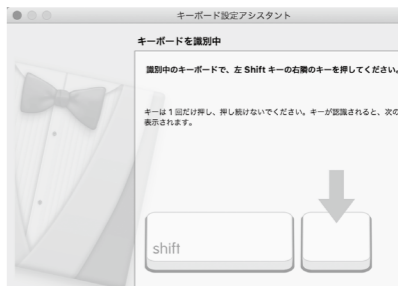 キーボード設定アシスタント
キーボードを識別中
識別中のキーボードで、左 Shift キーの右隣のキーを押してください。
キーは 1 回だけ押し、押し続けないでください。キーが認識されると、次の
表示されます。
shift